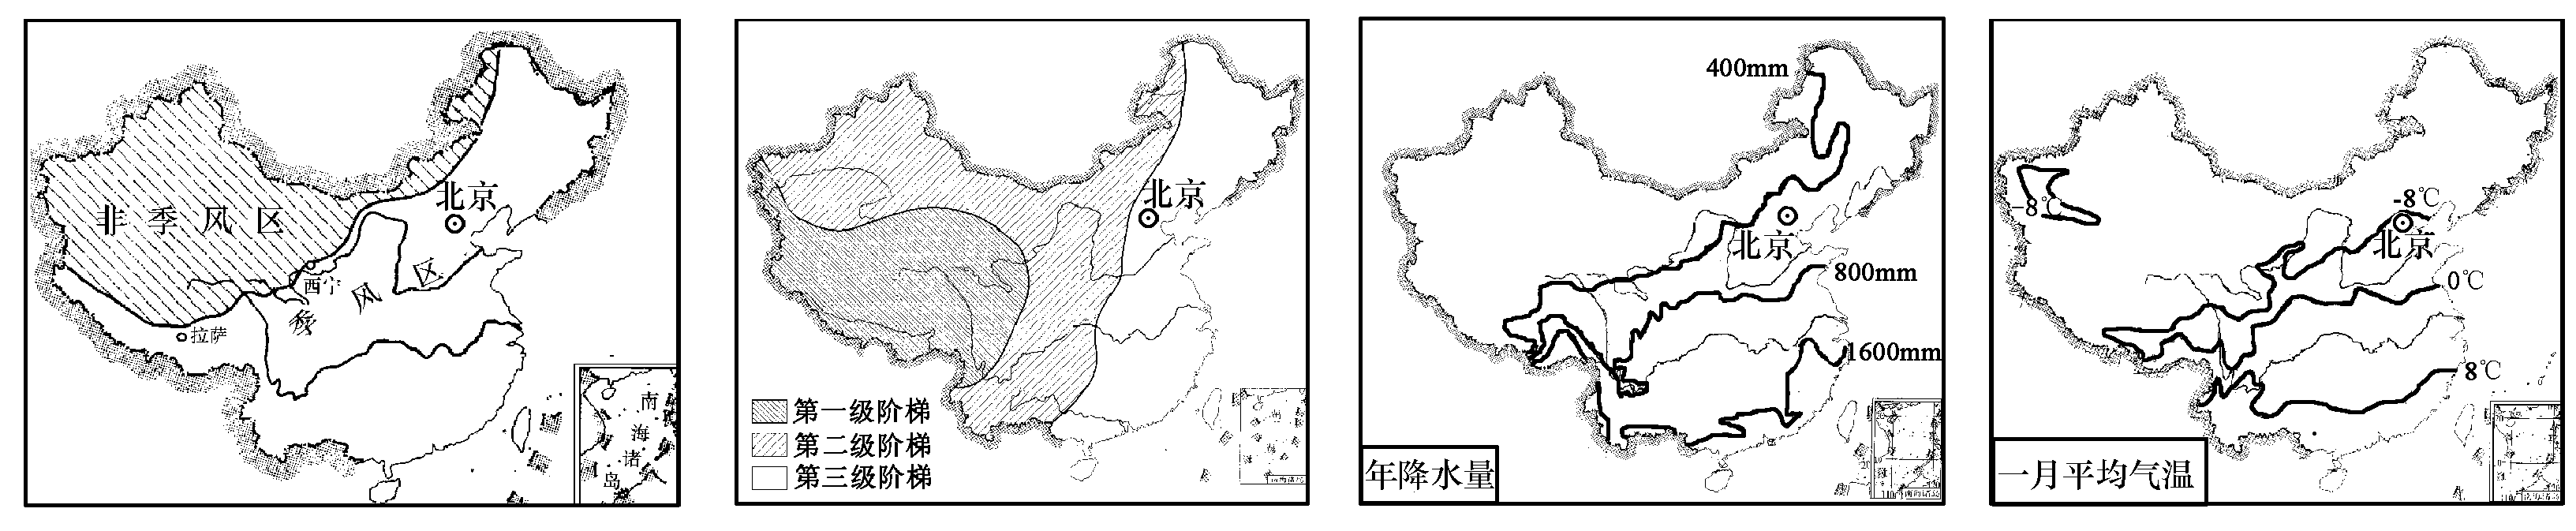 北京
非季风区
西宁
季风区
拉萨
南海诸岛
北京
第一级阶梯
第二级阶梯
第三级阶梯
400mm
北京
800mm
1600mm
年降水量
-8℃
-8℃
北京
0℃
8℃
一月平均气温